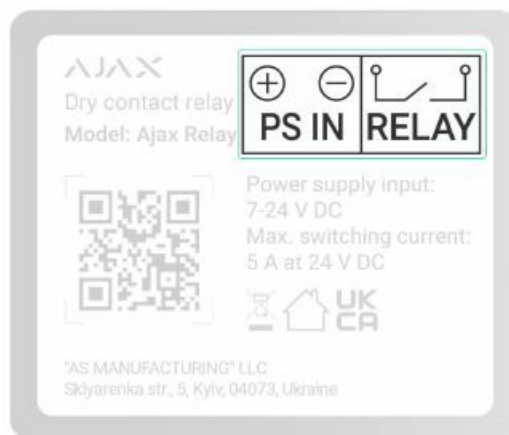 AJAX
Dry contact relay
Model: Ajax Relay
PS IN RELAY
Power supply input:
7-24 V DC
Max. switching current:
5 A at 24 V DC
UK
CA
"AS MANUFACTURING" LLC
Sklyarenka str., 5, Kyiv, 04073, Ukraine